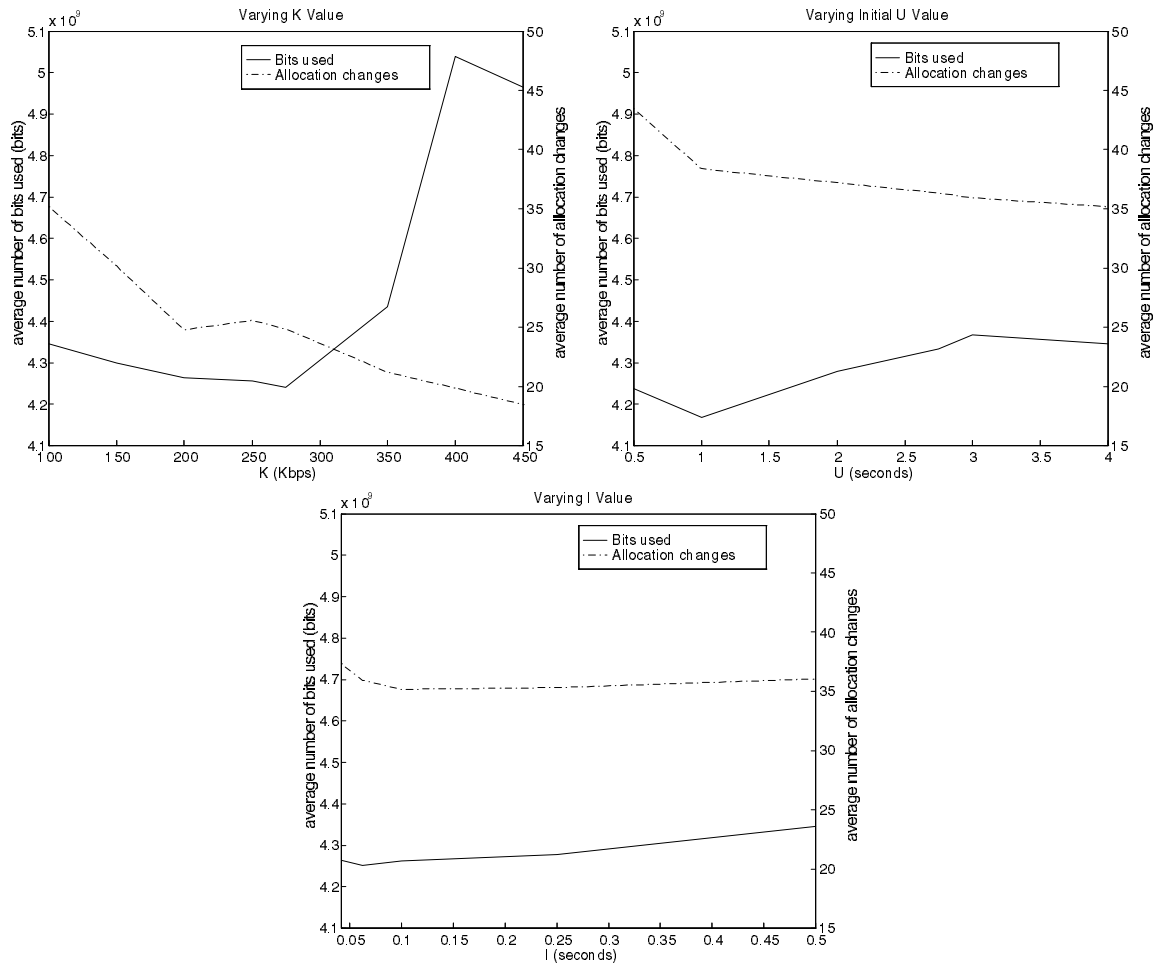 Varying K Value
x 10^9
Bits used
Allocation changes
5.1
5
4.9
4.8
4.7
4.6
4.5
4.4
4.3
4.2
4.1
average number of bits used (bits)
50
45
40
35
30
25
20
15
average number of allocation changes
100 150 200 250 300 350 400 450
K (Kbps)
Varying Initial U Value
x 10^9
Bits used
Allocation changes
5.1
5
4.9
4.8
4.7
4.6
4.5
4.4
4.3
4.2
4.1
average number of bits used (bits)
50
45
40
35
30
25
20
15
average number of allocation changes
0.5 1 1.5 2 2.5 3 3.5 4
U (seconds)
Varying I Value
x 10^9
Bits used
Allocation changes
5.1
5
4.9
4.8
4.7
4.6
4.5
4.4
4.3
4.2
4.1
average number of bits used (bits)
50
45
40
35
30
25
20
15
average number of allocation changes
0.05 0.1 0.15 0.2 0.25 0.3 0.35 0.4 0.45 0.5
I (seconds)